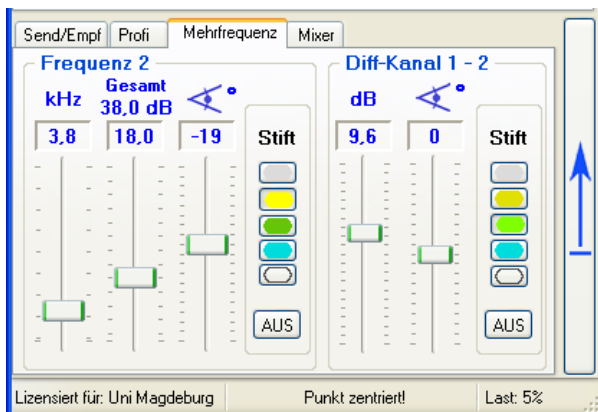 Send/Empf Profi Mehrfrequenz Mixer
Frequenz 2 Diff-Kanal 1 - 2
kHz Gesamt 38,0 dB ° dB °
3,8 18,0 -19 Stift 9,6 0 Stift
AUS AUS
Lizensiert für: Uni Magdeburg Punkt zentriert! Last: 5%